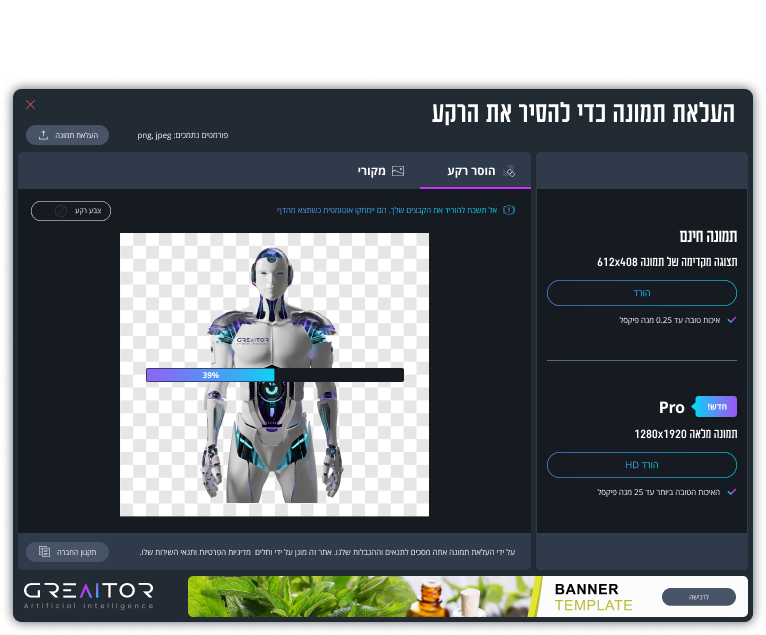 העלאת תמונה כדי להסיר את הרקע
העלאת תמונה
פורמטים נתמכים: png, jpeg
הוסר רקע
מקורי
אל תשכח להוריד את הקבצים שלך. הם יימחקו אוטומטית כשתצא מהדף
צבע רקע
GREAITOR
39%
תמונה חינם
תצוגה מקדימה של תמונה 612x408
הורד
איכות טובה עד 0.25 מגה פיקסל
חדש!
Pro
תמונה מלאה 1280x1920
הורד HD
האיכות הטובה ביותר עד 25 מגה פיקסל
על ידי העלאת תמונה אתה מסכים לתנאים וההגבלות שלנו. אתר זה מוגן על ידי וחלים מדיניות הפרטיות ותנאי השירות שלו.
תקנון החברה
GREAITOR
Artificial Intelligence
BANNER
TEMPLATE
לרכישה